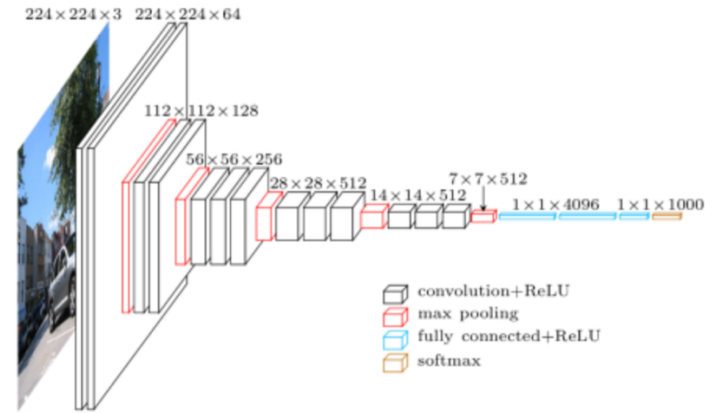 224×224×3
224×224×64
112×112×128
56×56×256
28×28×512
14×14×512
7×7×512
1×1×4096
1×1×1000
convolution+ReLU
max pooling
fully connected+ReLU
softmax